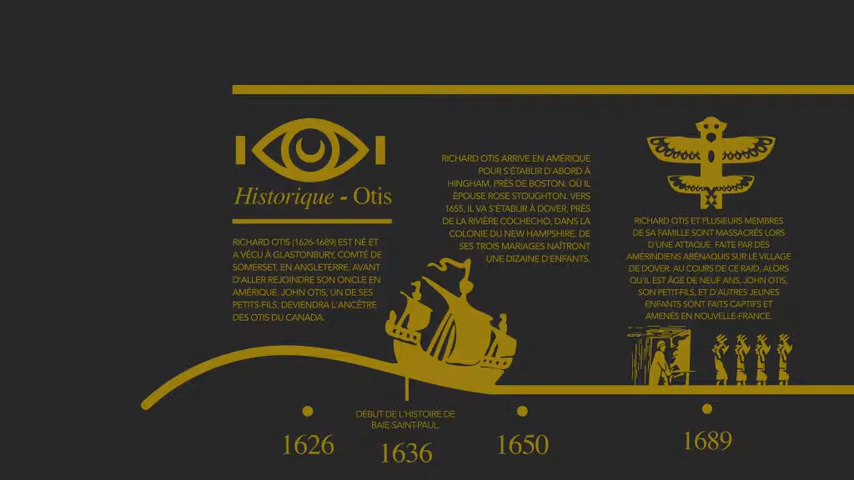 Historique - Otis
RICHARD OTIS (1626-1689) EST NÉ ET
A VÉCU À GLASTONBURY, COMTÉ DE
SOMERSET, EN ANGLETERRE, AVANT
D'ALLER REJOINDRE SON ONCLE EN
AMÉRIQUE. JOHN OTIS, UN DE SES
PETITS-FILS, DEVIENDRA L'ANCÊTRE
DES OTIS DU CANADA.
RICHARD OTIS ARRIVE EN AMÉRIQUE
POUR S'ÉTABLIR D'ABORD À
HINGHAM, PRÈS DE BOSTON, OÙ IL
ÉPOUSE ROSE STOUGHTON. VERS
1655, IL VA S'ÉTABLIR À DOVER, PRÈS
DE LA RIVIÈRE COCHECHO, DANS LA
COLONIE DU NEW HAMPSHIRE. DE
SES TROIS MARIAGES NAÎTRONT
UNE DIZAINE D'ENFANTS.
RICHARD OTIS ET PLUSIEURS MEMBRES
DE SA FAMILLE SONT MASSACRÉS LORS
D'UNE ATTAQUE. FAITE PAR DES
AMÉRINDIENS ABÉNAQUIS SUR LE VILLAGE
DE DOVER. AU COURS DE CE RAID, ALORS
QU'IL EST ÂGÉ DE NEUF ANS, JOHN OTIS,
SON PETIT-FILS, ET D'AUTRES JEUNES
ENFANTS SONT FAITS CAPTIFS ET
AMENÉS EN NOUVELLE-FRANCE.
1626
DÉBUT DE L'HISTOIRE DE
BAIE-SAINT-PAUL.
1636
1650
1689